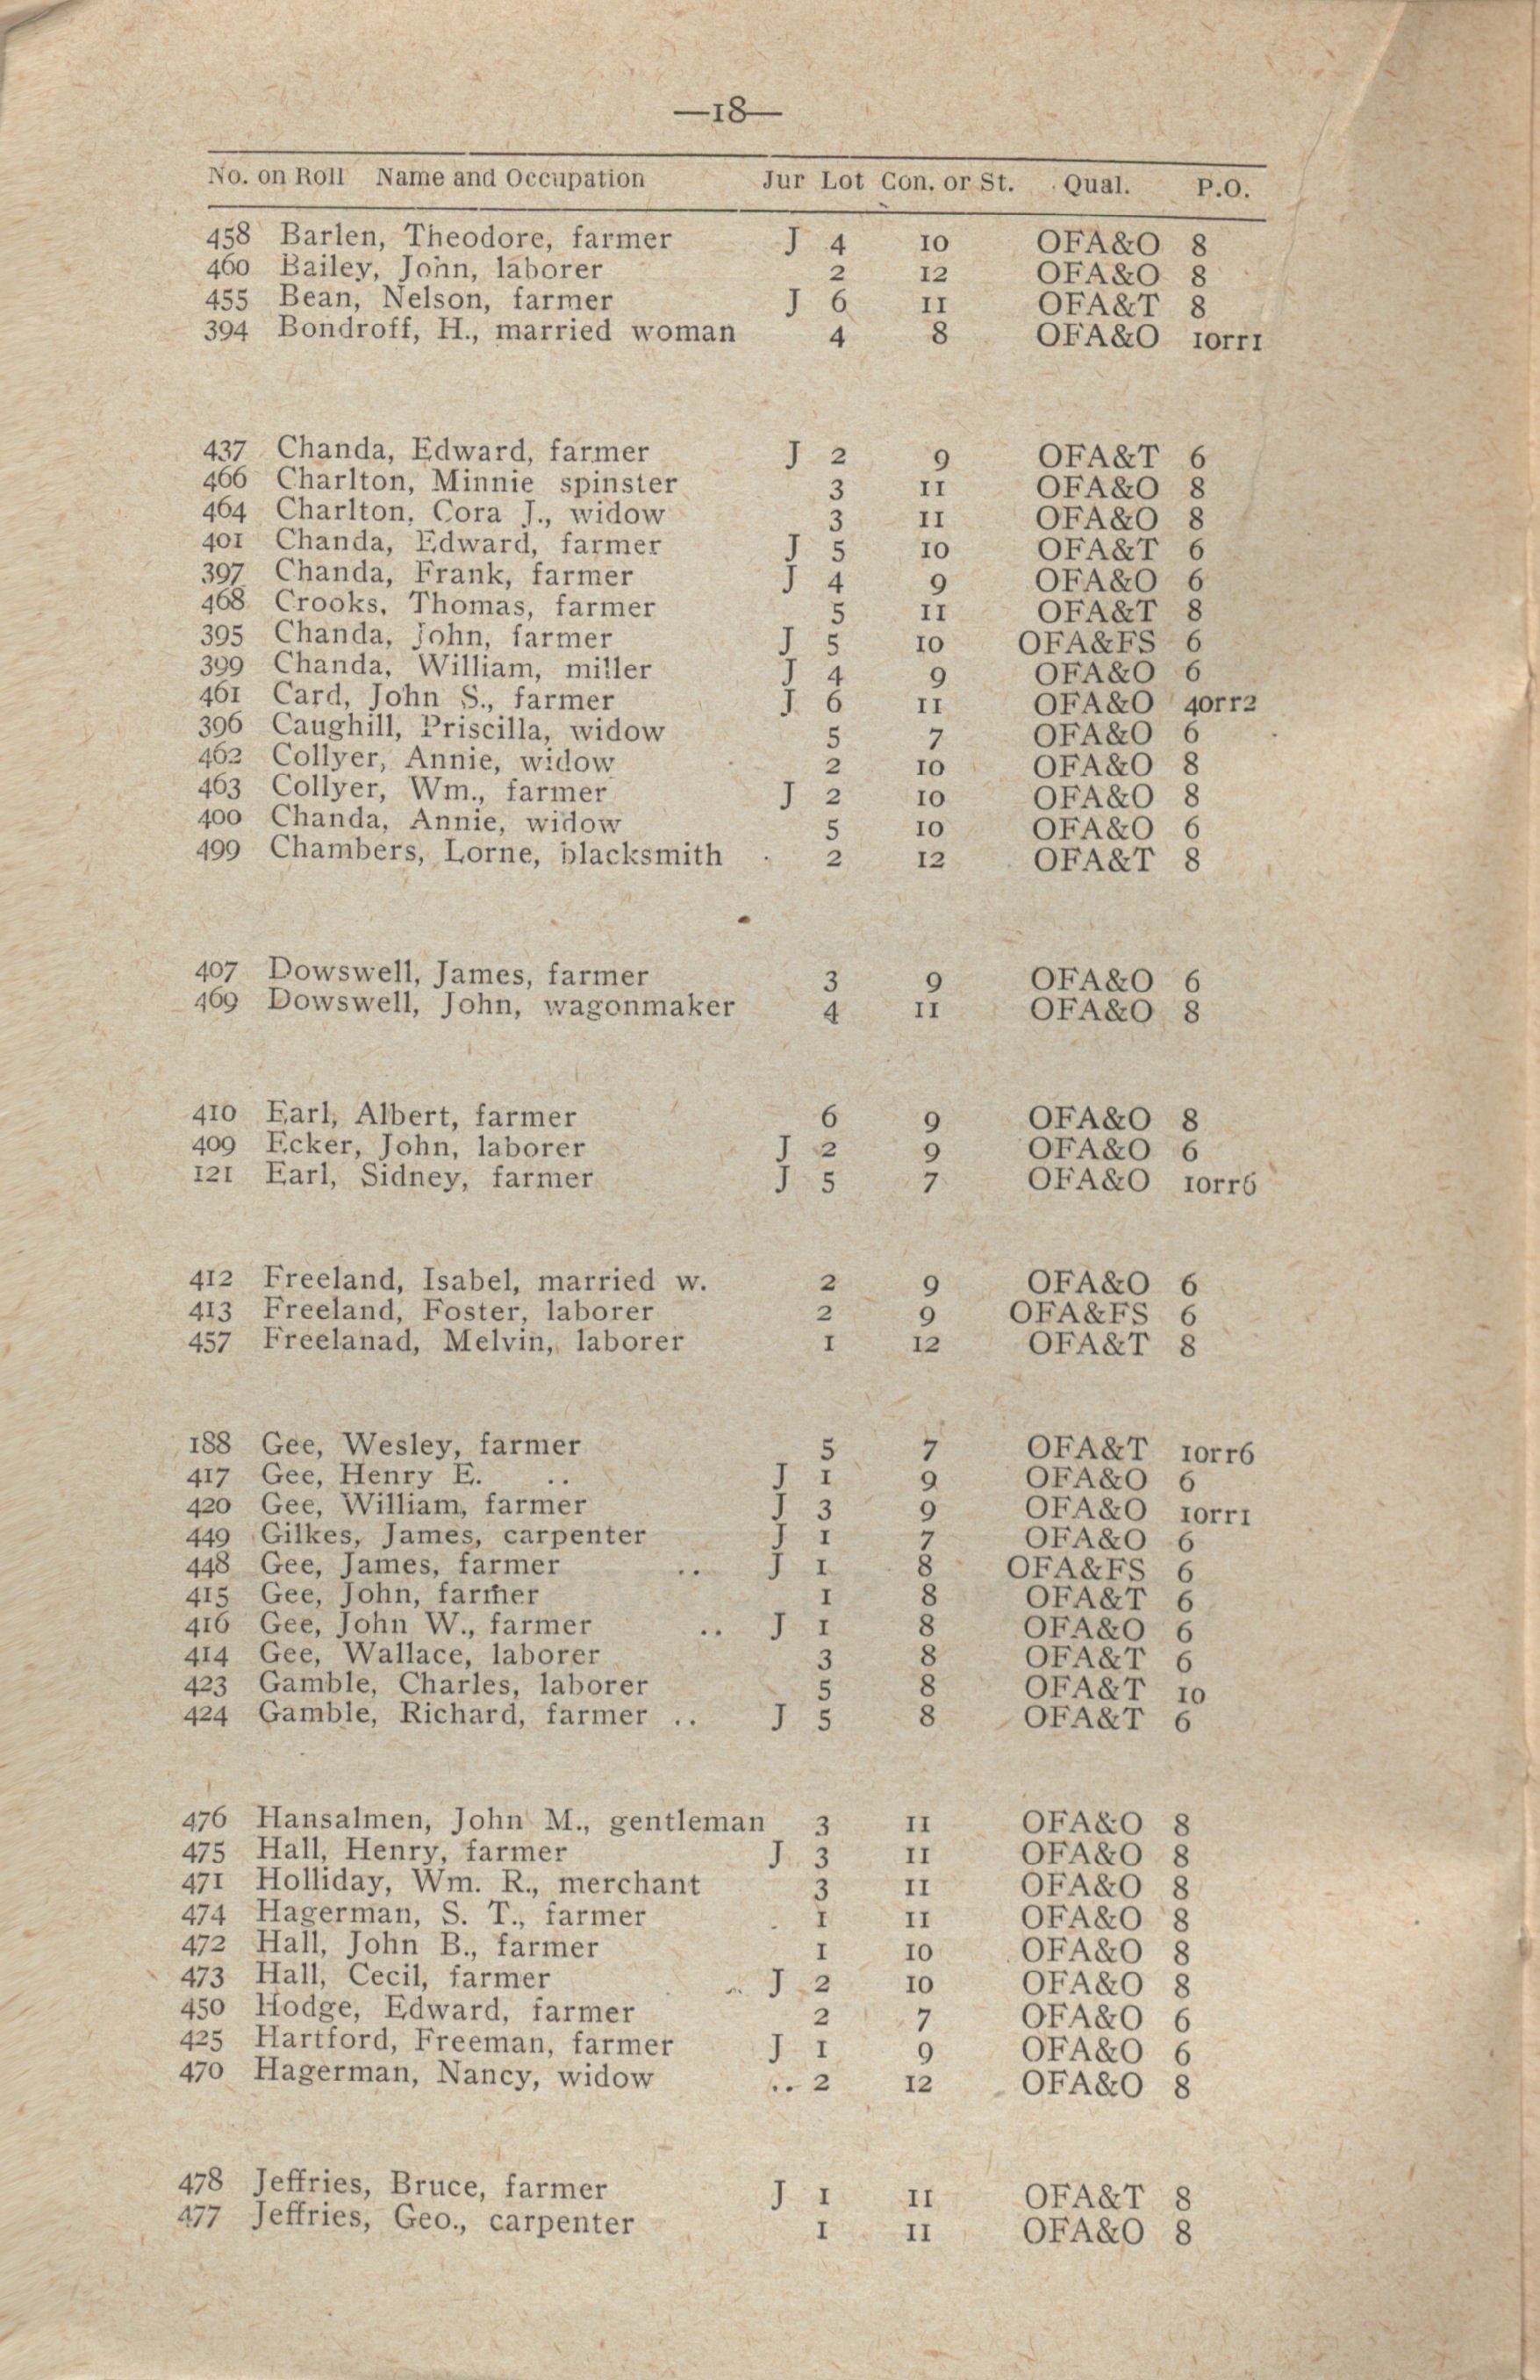 —18—
No. on Roll Name and Occupation Jur Lot Con. or St. Qual. P.O.
458 Barlen, Theodore, farmer J 4 10 OFA&O 8
460 Bailey, John, laborer 2 12 OFA&O 8
455 Bean, Nelson, farmer J 6 11 OFA&T 8
394 Bondroff, H., married woman 4 8 OFA&O 10rr1
437 Chanda, Edward, farmer J 2 9 OFA&T 6
466 Charlton, Minnie spinster 3 11 OFA&O 8
464 Charlton, Cora J., widow 3 11 OFA&O 8
401 Chanda, Edward, farmer J 5 10 OFA&T 6
397 Chanda, Frank, farmer J 4 9 OFA&O 6
468 Crooks, Thomas, farmer 5 11 OFA&T 8
395 Chanda, John, farmer J 5 10 OFA&FS 6
399 Chanda, William, miller J 4 9 OFA&O 6
461 Card, John S., farmer J 6 11 OFA&O 4orr2
396 Caughill, Priscilla, widow 5 7 OFA&O 6
462 Collyer, Annie, widow 2 10 OFA&O 8
463 Collyer, Wm., farmer J 2 10 OFA&O 8
400 Chanda, Annie, widow 5 10 OFA&O 6
499 Chambers, Lorne, blacksmith 2 12 OFA&T 8
407 Dowswell, James, farmer 3 9 OFA&O 6
469 Dowswell, John, wagonmaker 4 11 OFA&O 8
410 Earl, Albert, farmer 6 9 OFA&O 8
409 Ecker, John, laborer J 2 9 OFA&O 6
121 Earl, Sidney, farmer J 5 7 OFA&O 10rr6
412 Freeland, Isabel, married w. 2 9 OFA&O 6
413 Freeland, Foster, laborer 2 9 OFA&FS 6
457 Freelanad, Melvin, laborer 1 12 OFA&T 8
188 Gee, Wesley, farmer 5 7 OFA&T 10rr6
417 Gee, Henry E. .. J 1 9 OFA&O 6
420 Gee, William, farmer J 3 9 OFA&O 10rr1
449 Gilkes, James, carpenter J 1 7 OFA&O 6
448 Gee, James, farmer .. J 1 8 OFA&FS 6
415 Gee, John, farmer 1 8 OFA&T 6
416 Gee, John W., farmer .. J 1 8 OFA&O 6
414 Gee, Wallace, laborer 3 8 OFA&T 6
423 Gamble, Charles, laborer 5 8 OFA&T 10
424 Gamble, Richard, farmer .. J 5 8 OFA&T 6
476 Hansalmen, John M., gentleman 3 11 OFA&O 8
475 Hall, Henry, farmer J 3 11 OFA&O 8
471 Holliday, Wm. R., merchant 3 11 OFA&O 8
474 Hagerman, S. T., farmer 1 11 OFA&O 8
472 Hall, John B., farmer 1 10 OFA&O 8
473 Hall, Cecil, farmer .. J 2 10 OFA&O 8
450 Hodge, Edward, farmer 2 7 OFA&O 6
425 Hartford, Freeman, farmer J 1 9 OFA&O 6
470 Hagerman, Nancy, widow .. 2 12 OFA&O 8
478 Jeffries, Bruce, farmer J 1 11 OFA&T 8
477 Jeffries, Geo., carpenter 1 11 OFA&O 8